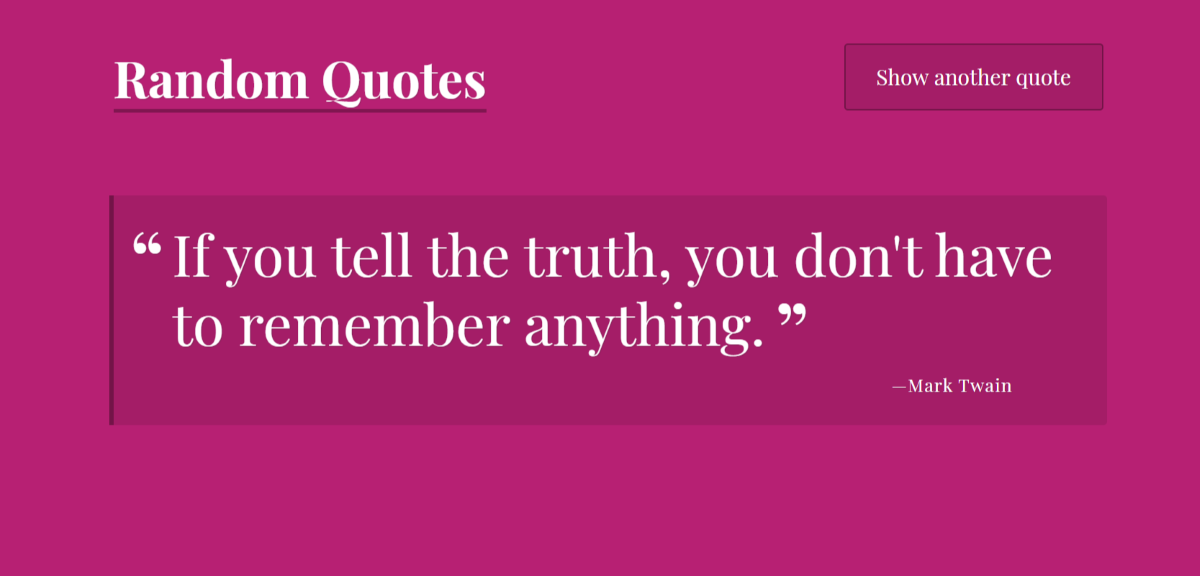 Random Quotes
Show another quote
“ If you tell the truth, you don't have
to remember anything. ”
—Mark Twain